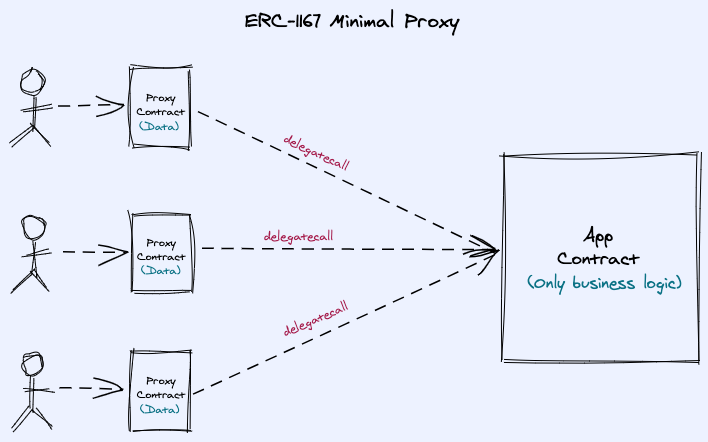 ERC-1167 Minimal Proxy
Proxy
Contract
(Data)
delegatecall
Proxy
Contract
(Data)
delegatecall
App
Contract
(Only business logic)
delegatecall
Proxy
Contract
(Data)